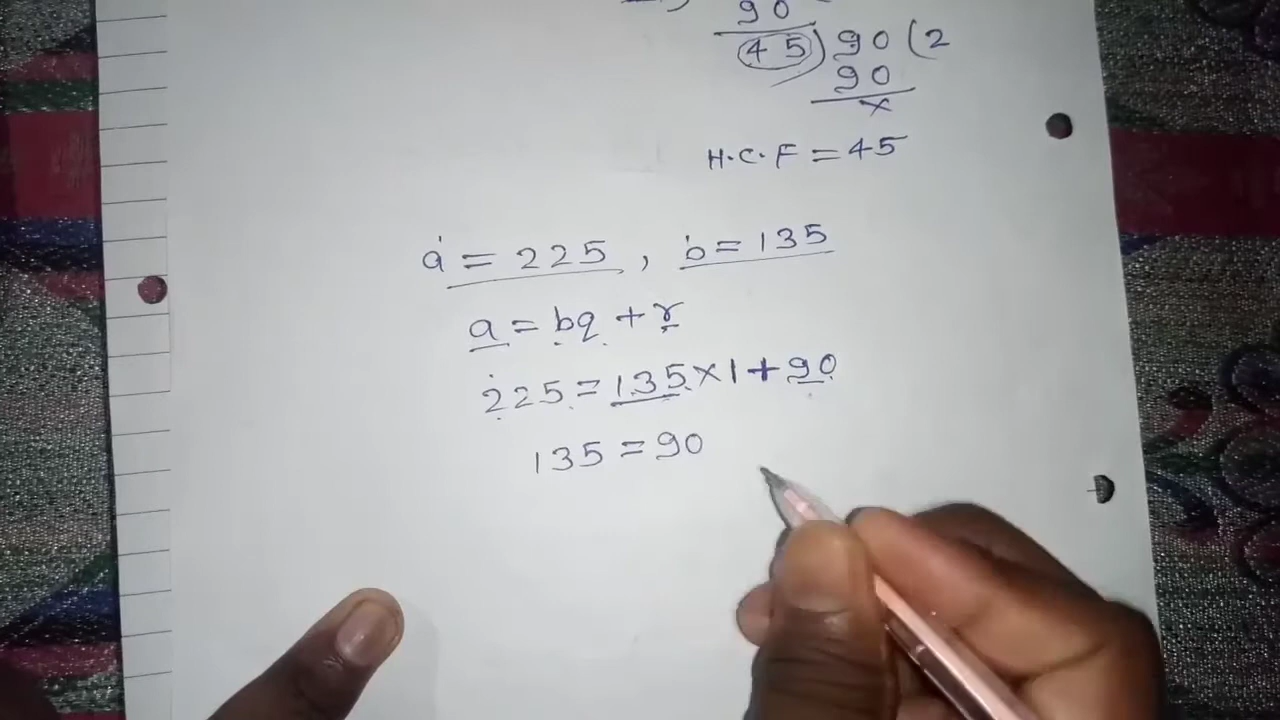 90
45)90(2
90
×
H.C.F = 45
a = 225, b = 135
a = bq + r
225 = 135 × 1 + 90
135 = 90